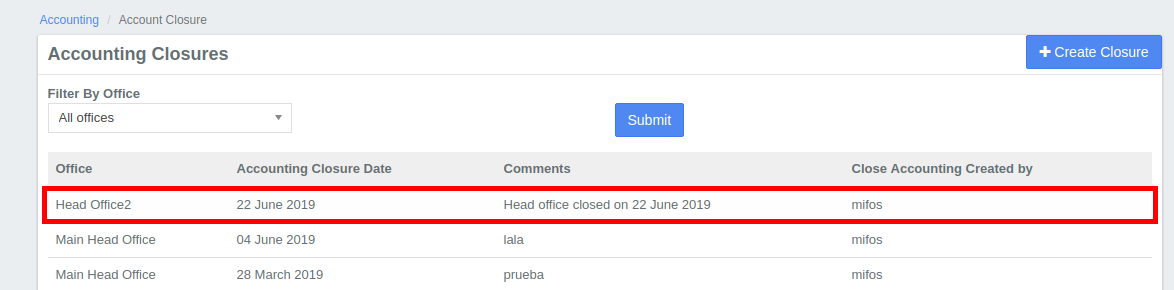 Accounting / Account Closure
Accounting Closures
Create Closure
Filter By Office
All offices
Submit
Office Accounting Closure Date Comments Close Accounting Created by
Head Office2 22 June 2019 Head office closed on 22 June 2019 mifos
Main Head Office 04 June 2019 lala mifos
Main Head Office 28 March 2019 prueba mifos